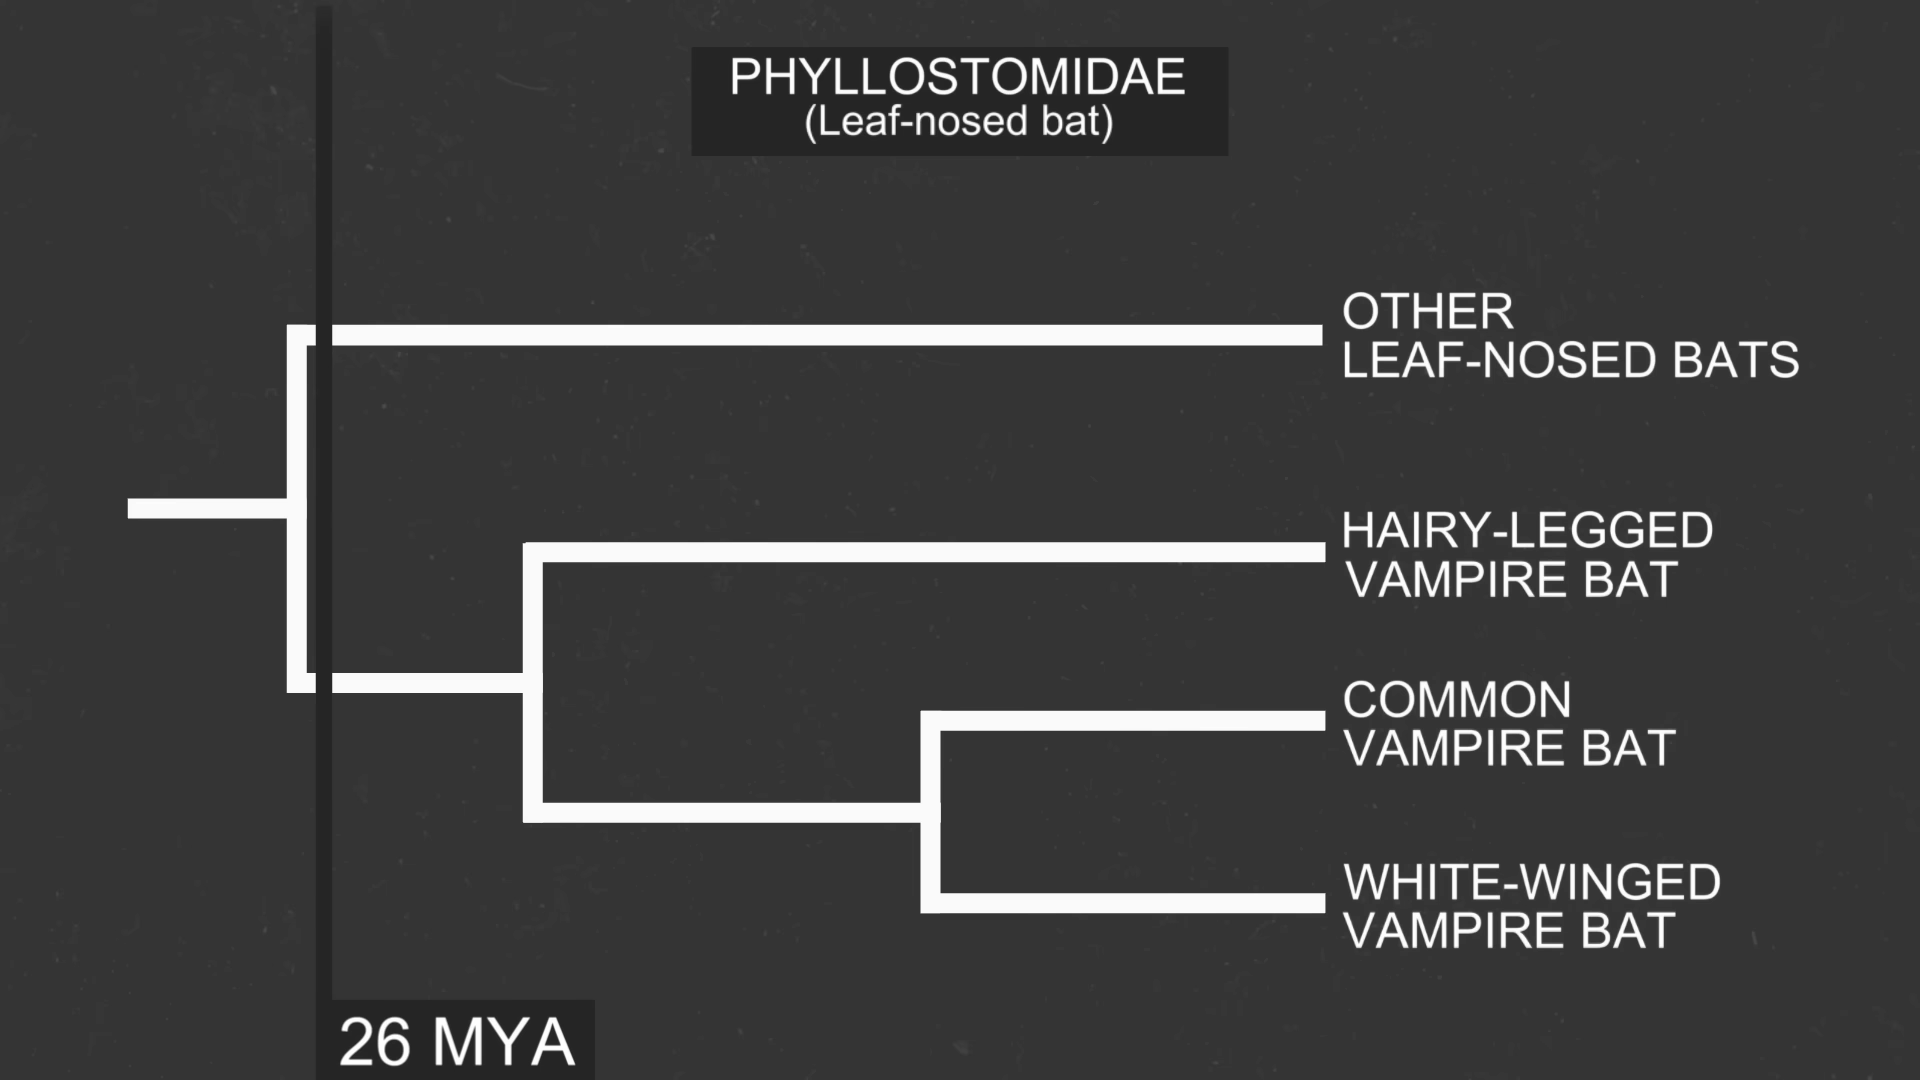 PHYLLOSTOMIDAE
(Leaf-nosed bat)
OTHER
LEAF-NOSED BATS
HAIRY-LEGGED
VAMPIRE BAT
COMMON
VAMPIRE BAT
WHITE-WINGED
VAMPIRE BAT
26 MYA